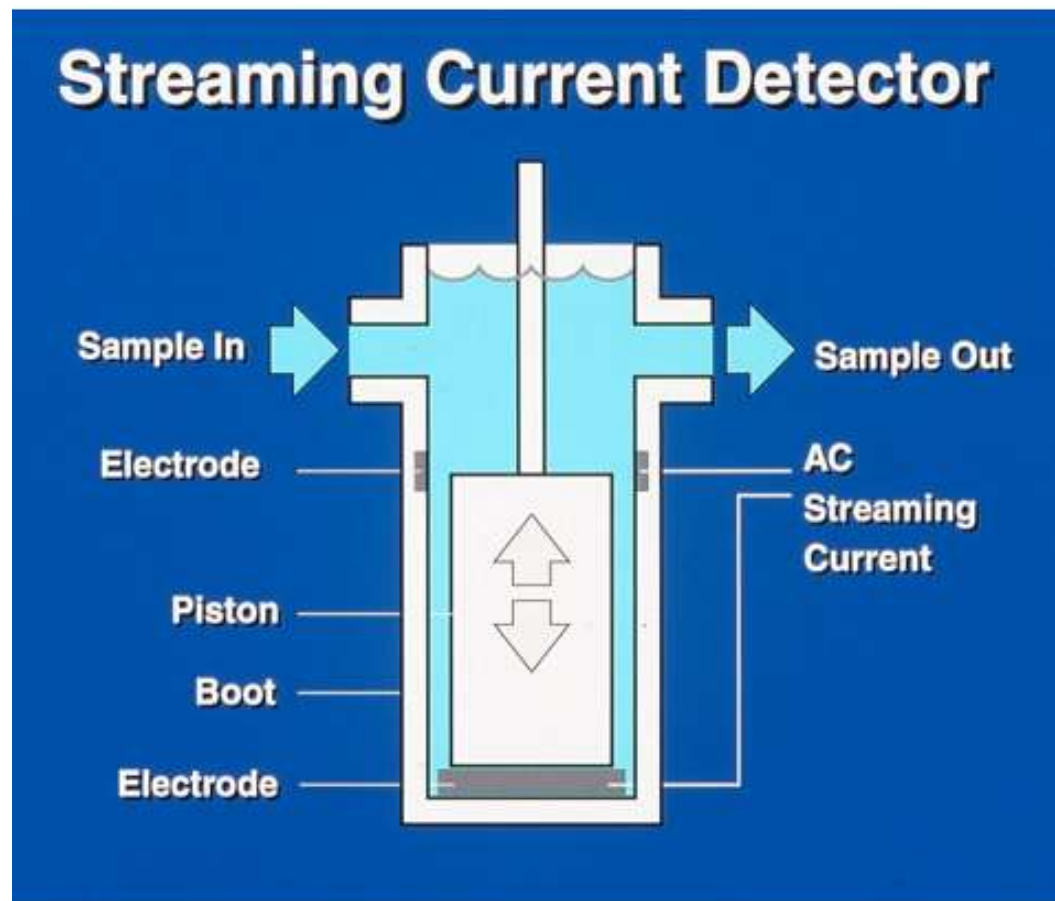 Streaming Current Detector
Sample In
Sample Out
Electrode
AC
Streaming
Current
Piston
Boot
Electrode